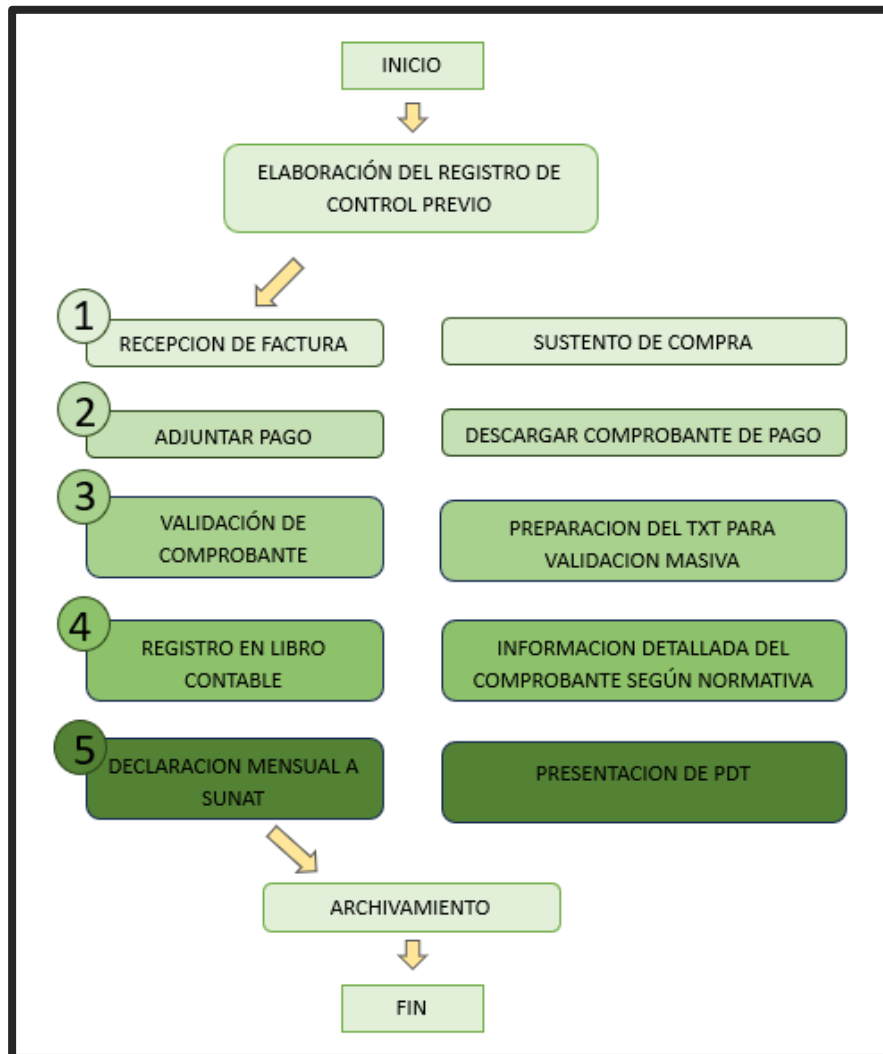 INICIO
ELABORACIÓN DEL REGISTRO DE
CONTROL PREVIO
1
RECEPCION DE FACTURA
SUSTENTO DE COMPRA
2
ADJUNTAR PAGO
DESCARGAR COMPROBANTE DE PAGO
3
VALIDACIÓN DE
COMPROBANTE
PREPARACION DEL TXT PARA
VALIDACION MASIVA
4
REGISTRO EN LIBRO
CONTABLE
INFORMACION DETALLADA DEL
COMPROBANTE SEGÚN NORMATIVA
5
DECLARACION MENSUAL A
SUNAT
PRESENTACION DE PDT
ARCHIVAMIENTO
FIN